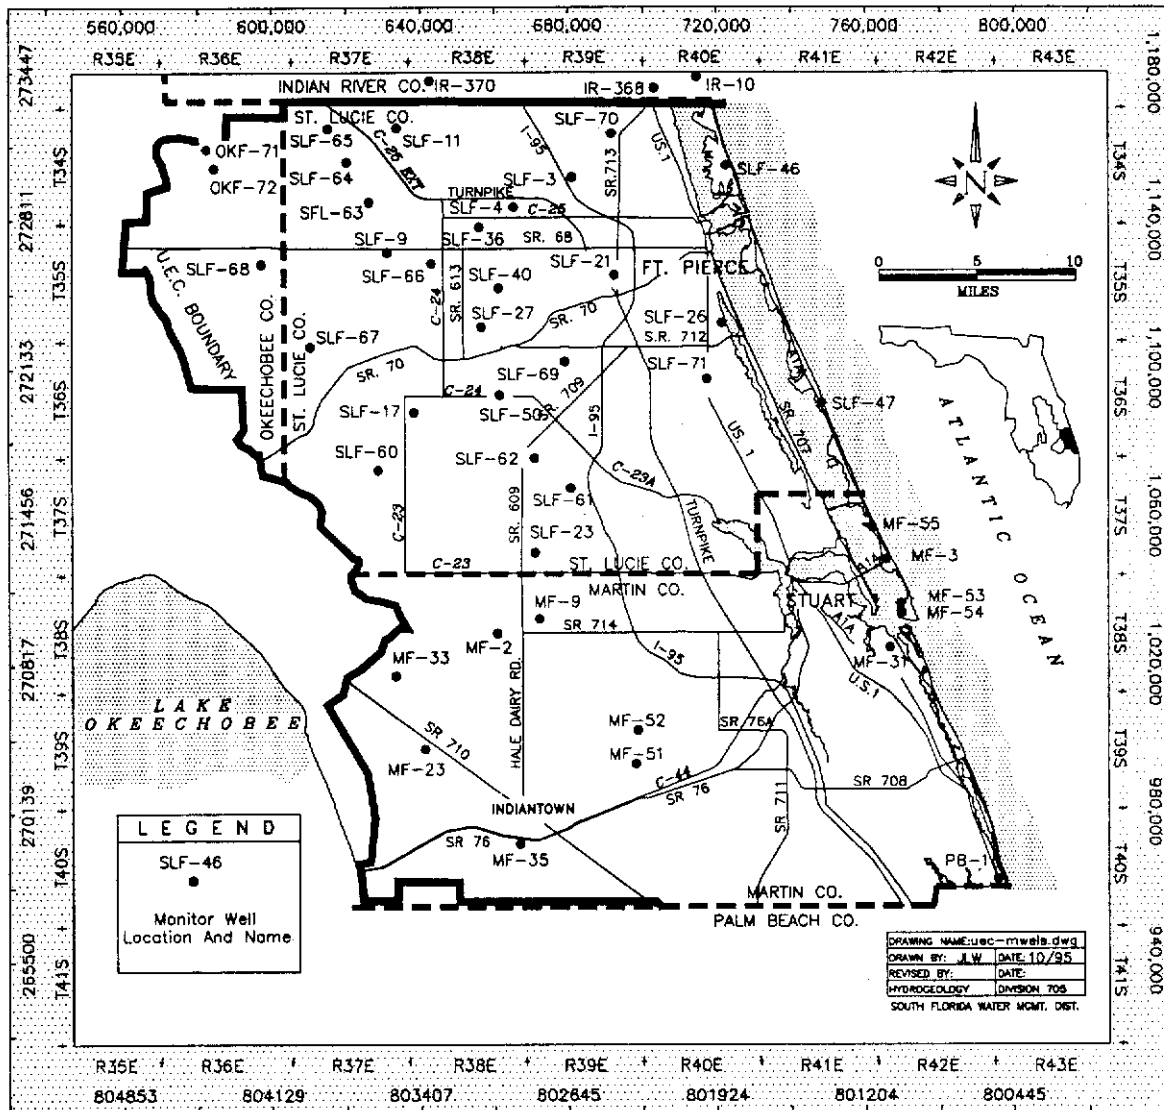 560,000 600,000 640,000 680,000 720,000 760,000 800,000
R35E R36E R37E R38E R39E R40E R41E R42E R43E
273447
272811
272133
271456
270817
270139
265500
T34S
T35S
T36S
T37S
T38S
T39S
T40S
T41S
1,180,000
1,140,000
1,100,000
1,060,000
1,020,000
980,000
940,000
T34S
T35S
T36S
T37S
T38S
T39S
T40S
T41S
INDIAN RIVER CO.
IR-370
IR-368
IR-10
ST. LUCIE CO.
SLF-65
SLF-11
I-95
SLF-70
SR.713
US.1
OKF-71
OKF-72
SLF-64
C-25 EXT
SLF-3
SLF-46
TURNPIKE
SFL-63
SLF-4
C-25
SLF-36
SR. 68
SLF-9
SLF-68
SLF-66
C-24
SR. 613
SLF-40
SLF-21
FT. PIERCE
U.E.C. BOUNDARY
OKEECHOBEE CO.
ST. LUCIE CO.
SLF-27
SR. 70
SLF-26
S.R. 712
SLF-67
SR. 70
SLF-69
SLF-71
A1A
C-24
SLF-50
SR. 709
I-95
SLF-17
SLF-47
SR. 707
US. 1
SLF-60
SLF-62
C-23A
SLF-61
C-23
SR. 609
SLF-23
TURNPIKE
MF-55
MF-3
A1A
C-23
ST. LUCIE CO.
MARTIN CO.
STUART
MF-53
MF-54
A1A
MF-9
SR 714
MF-2
MF-33
I-95
MF-31
U.S.1
HALE DAIRY RD.
LAKE
OKEECHOBEE
SR 710
MF-52
SR 76A
MF-23
MF-51
C-44
SR 76
SR 708
SR 711
INDIANTOWN
SR 76
MF-35
PB-1
MARTIN CO.
PALM BEACH CO.
N
0 5 10
MILES
ATLANTIC OCEAN
LEGEND
SLF-46
Monitor Well
Location And Name
DRAWING NAME:uec-mwels.dwg
DRAWN BY: JLW DATE: 10/95
REVISED BY: DATE:
HYDROGEOLOGY DIVISION 705
SOUTH FLORIDA WATER MGMT. DIST.
R35E R36E R37E R38E R39E R40E R41E R42E R43E
804853 804129 803407 802645 801924 801204 800445